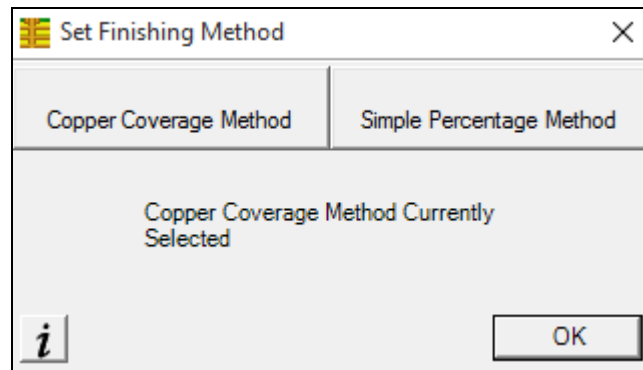 Set Finishing Method
Copper Coverage Method
Simple Percentage Method
Copper Coverage Method Currently
Selected
i
OK